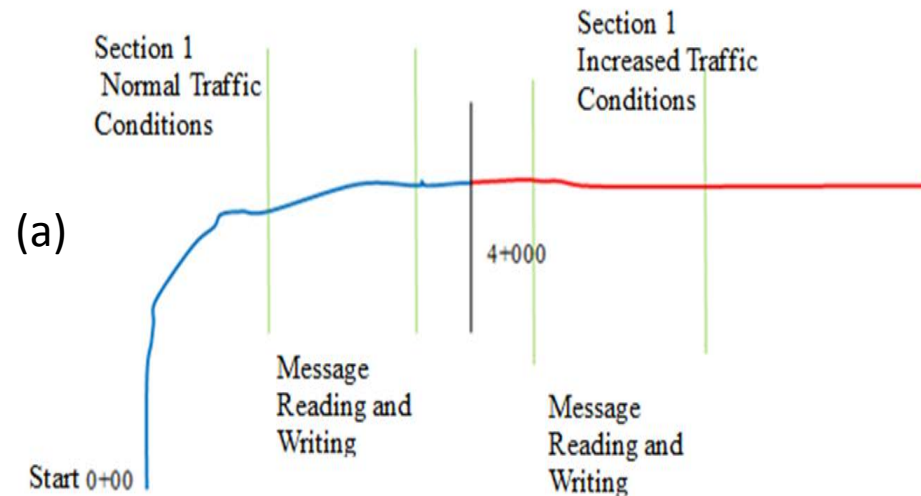 Section 1
Normal Traffic
Conditions
Section 1
Increased Traffic
Conditions
(a)
4+000
Message
Reading and
Writing
Message
Reading and
Writing
Start 0+00